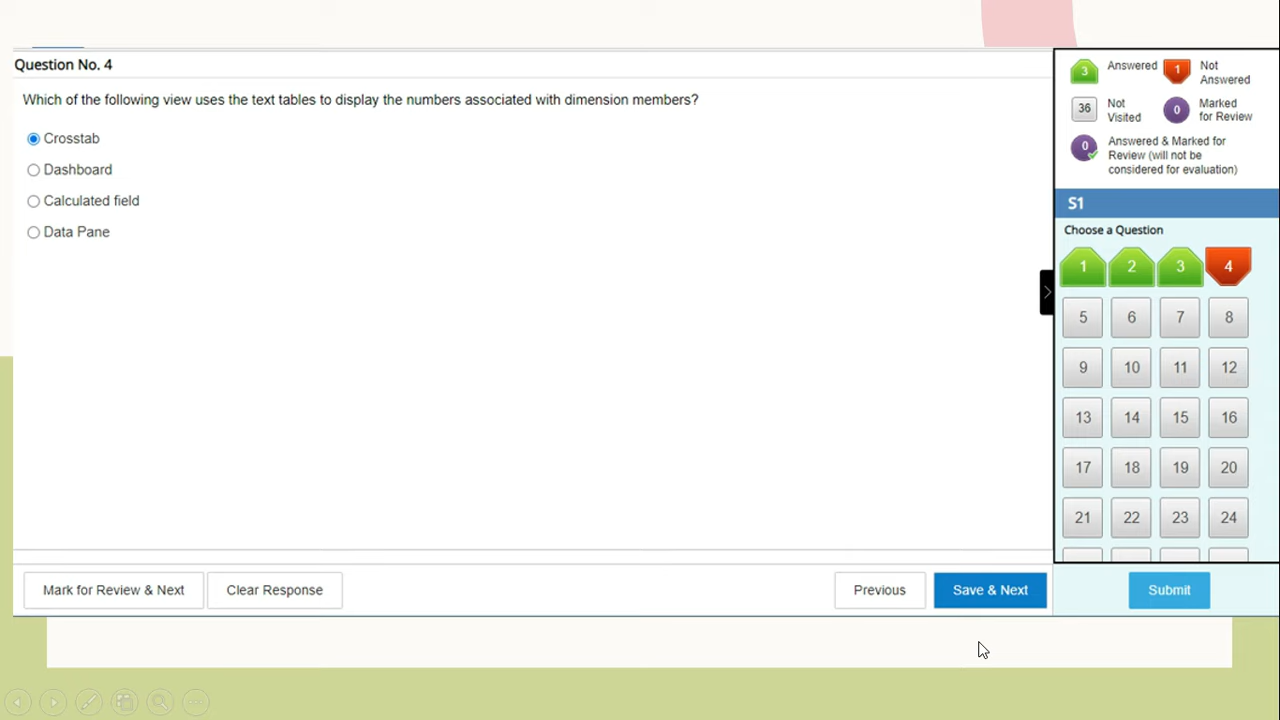 Question No. 4
Which of the following view uses the text tables to display the numbers associated with dimension members?
Crosstab
Dashboard
Calculated field
Data Pane
Mark for Review & Next
Clear Response
Previous
Save & Next
3 Answered
1 Not Answered
36 Not Visited
0 Marked for Review
0 Answered & Marked for
Review (will not be
considered for evaluation)
S1
Choose a Question
1 2 3 4
5 6 7 8
9 10 11 12
13 14 15 16
17 18 19 20
21 22 23 24
Submit